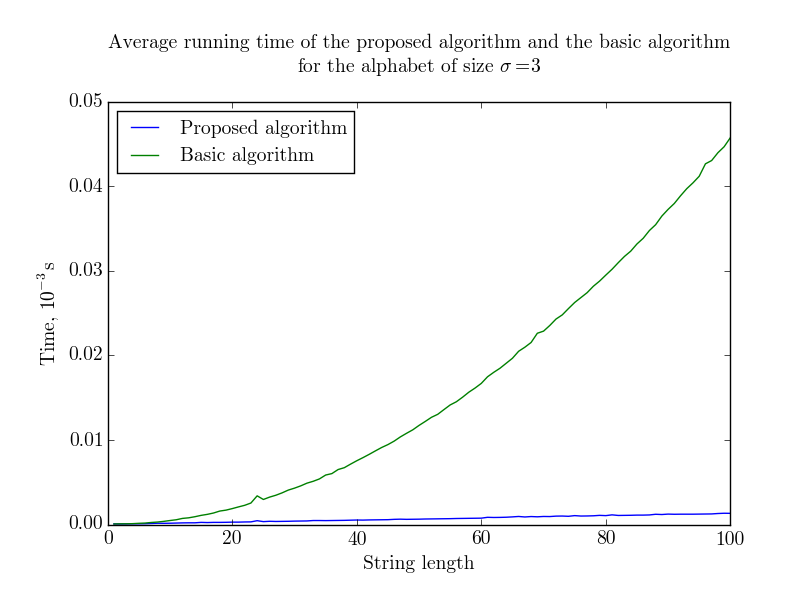 Average running time of the proposed algorithm and the basic algorithm
for the alphabet of size σ=3
0.05
0.04
0.03
0.02
0.01
0.00
Time, 10⁻³ s
Proposed algorithm
Basic algorithm
0 20 40 60 80 100
String length